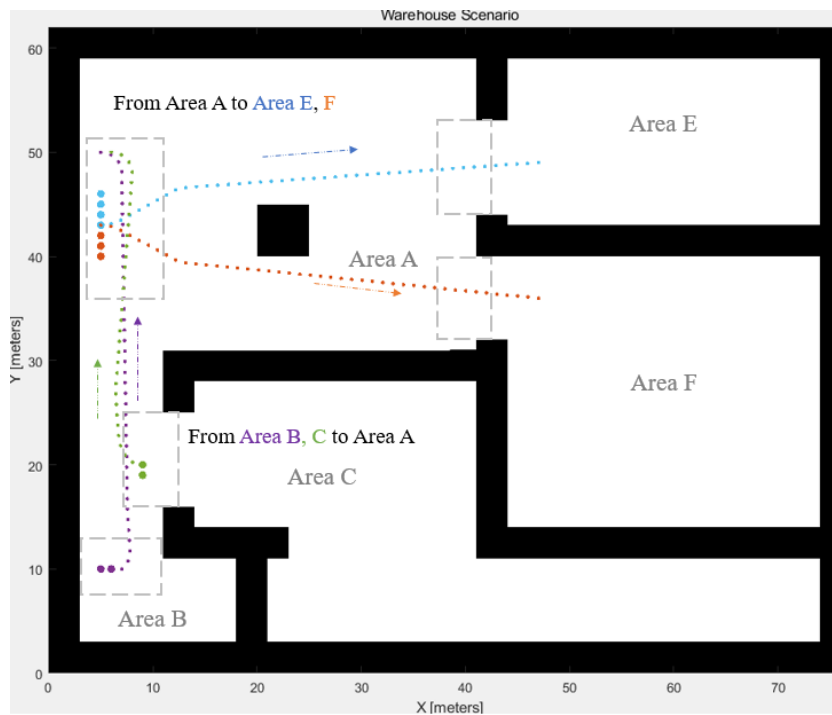 Warehouse Scenario
60
From Area A to Area E, F
Area E
50
40
Area A
Y [meters]
30
Area F
From Area B, C to Area A
20
Area C
10
Area B
0
0 10 20 30 40 50 60 70
X [meters]